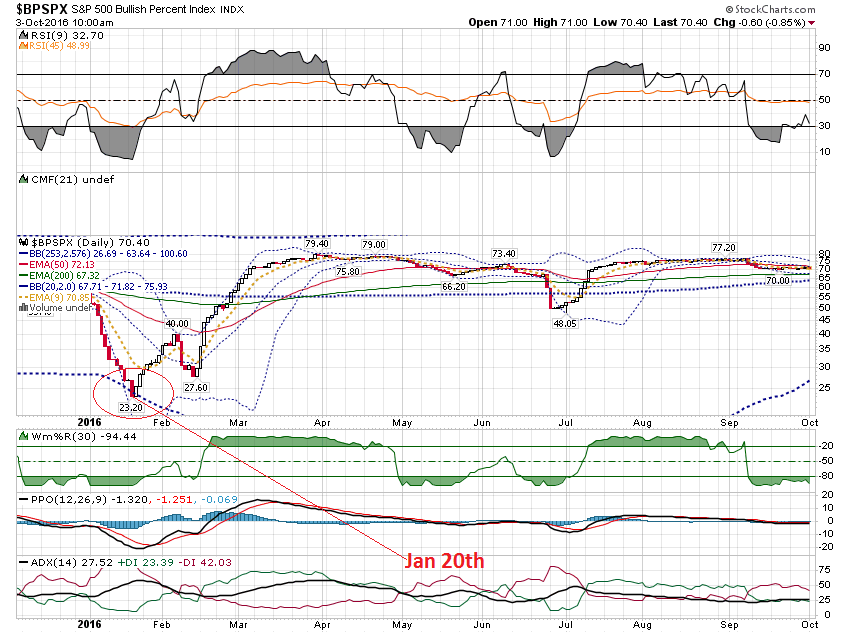 $BPSPX S&P 500 Bullish Percent Index INDX
© StockCharts.com
3-Oct-2016 10:00am
Open 71.00 High 71.00 Low 70.40 Last 70.40 Chg -0.60 (-0.85%)
RSI(9) 32.70
RSI(45) 48.99
90
70
50
30
10
CMF(21) undef
$BPSPX (Daily) 70.40
BB(253,2.576) 26.69 - 63.64 - 100.60
EMA(50) 72.13
EMA(200) 67.32
BB(20,2.0) 67.71 - 71.82 - 75.93
EMA(9) 70.85
Volume undef
79.40
79.00
75.80
66.20
73.40
48.05
77.20
70.00
40.00
27.60
23.20
80
75
70
65
60
55
50
45
40
35
30
25
2016 Feb Mar Apr May Jun Jul Aug Sep Oct
Wm%R(30) -94.44
-20
-50
-80
PPO(12,26,9) -1.320, -1.251, -0.069
20
10
0
-10
-20
Jan 20th
ADX(14) 27.52 +DI 23.39 -DI 42.03
75
50
25
0
2016 Feb Mar Apr May Jun Jul Aug Sep Oct